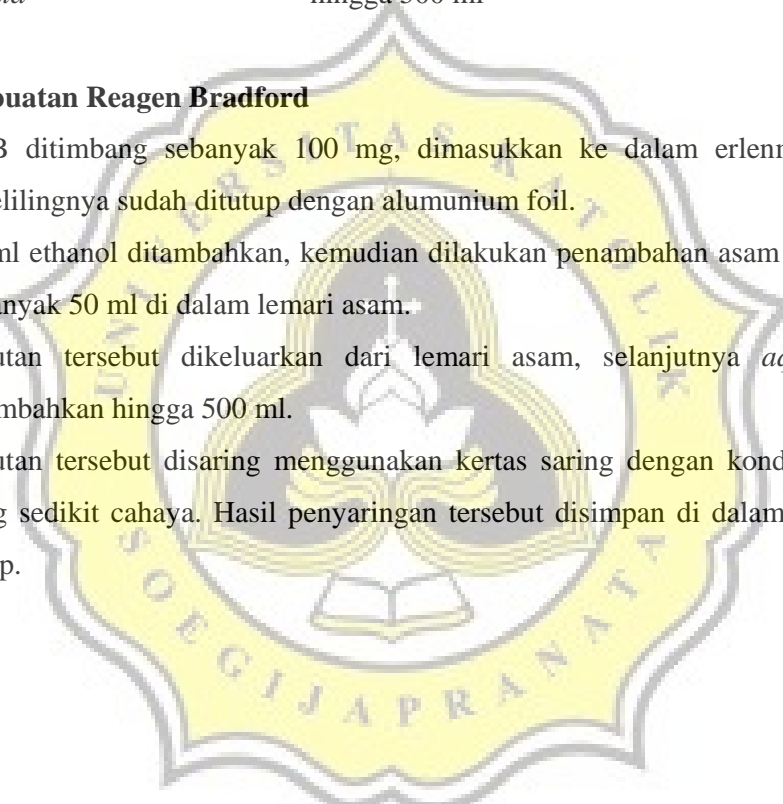 hingga 500 ml
buatan Reagen Bradford
B ditimbang sebanyak 100 mg, dimasukkan ke dalam erlenm
elilingnya sudah ditutup dengan alumunium foil.
ml ethanol ditambahkan, kemudian dilakukan penambahan asam
anyak 50 ml di dalam lemari asam.
utan tersebut dikeluarkan dari lemari asam, selanjutnya
mbahkan hingga 500 ml.
utan tersebut disaring menggunakan kertas saring dengan kond
g sedikit cahaya. Hasil penyaringan tersebut disimpan di dalam
p.
UNIVERSITAS KATOLIK
SOEGIJAPRANATA